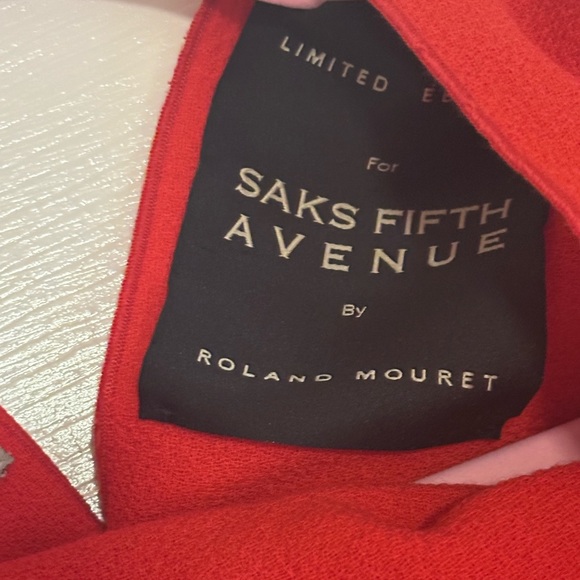 LIMITED
For
SAKS FIFTH
AVENUE
By
ROLAND MOURET